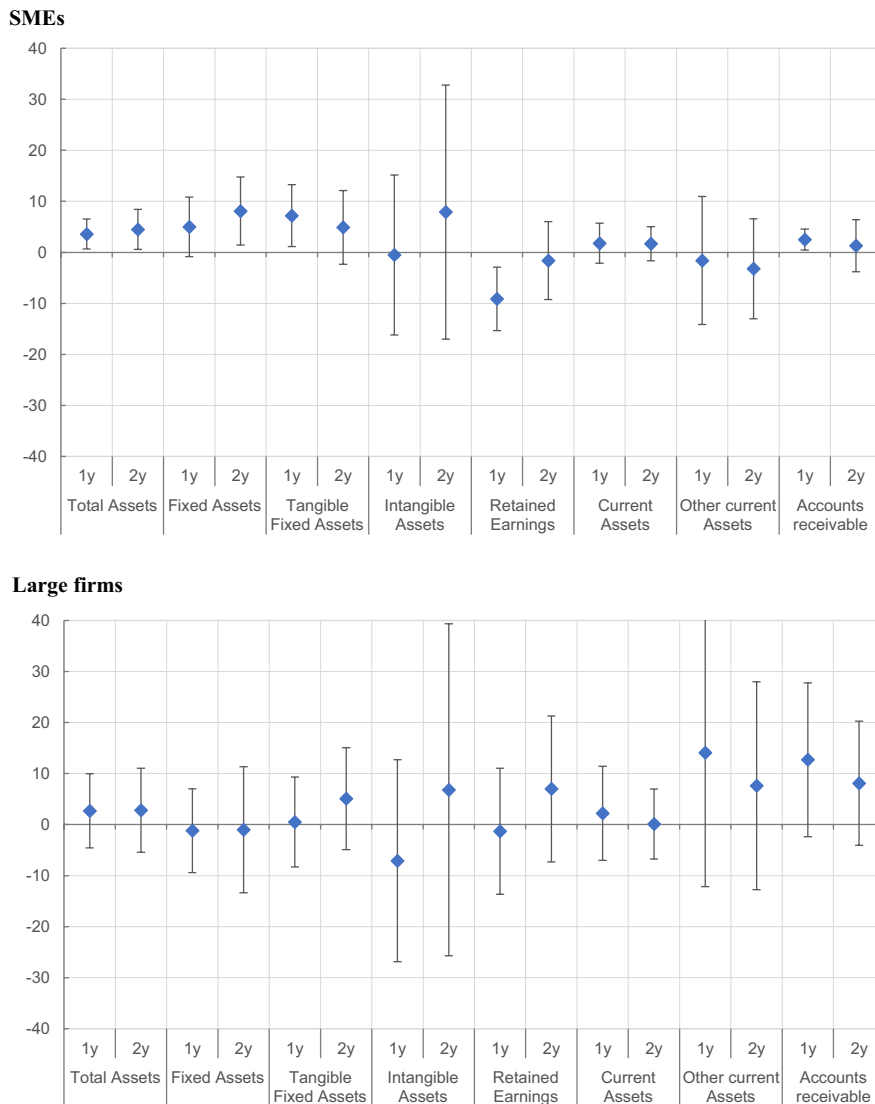 SMEs
40
30
20
10
0
-10
-20
-30
-40
1y 2y 1y 2y 1y 2y 1y 2y 1y 2y 1y 2y 1y 2y 1y 2y
Total Assets Fixed Assets Tangible Intangible Retained Current Other current Accounts
Fixed Assets Assets Earnings Assets Assets receivable
Large firms
40
30
20
10
0
-10
-20
-30
-40
1y 2y 1y 2y 1y 2y 1y 2y 1y 2y 1y 2y 1y 2y 1y 2y
Total Assets Fixed Assets Tangible Intangible Retained Current Other current Accounts
Fixed Assets Assets Earnings Assets Assets receivable